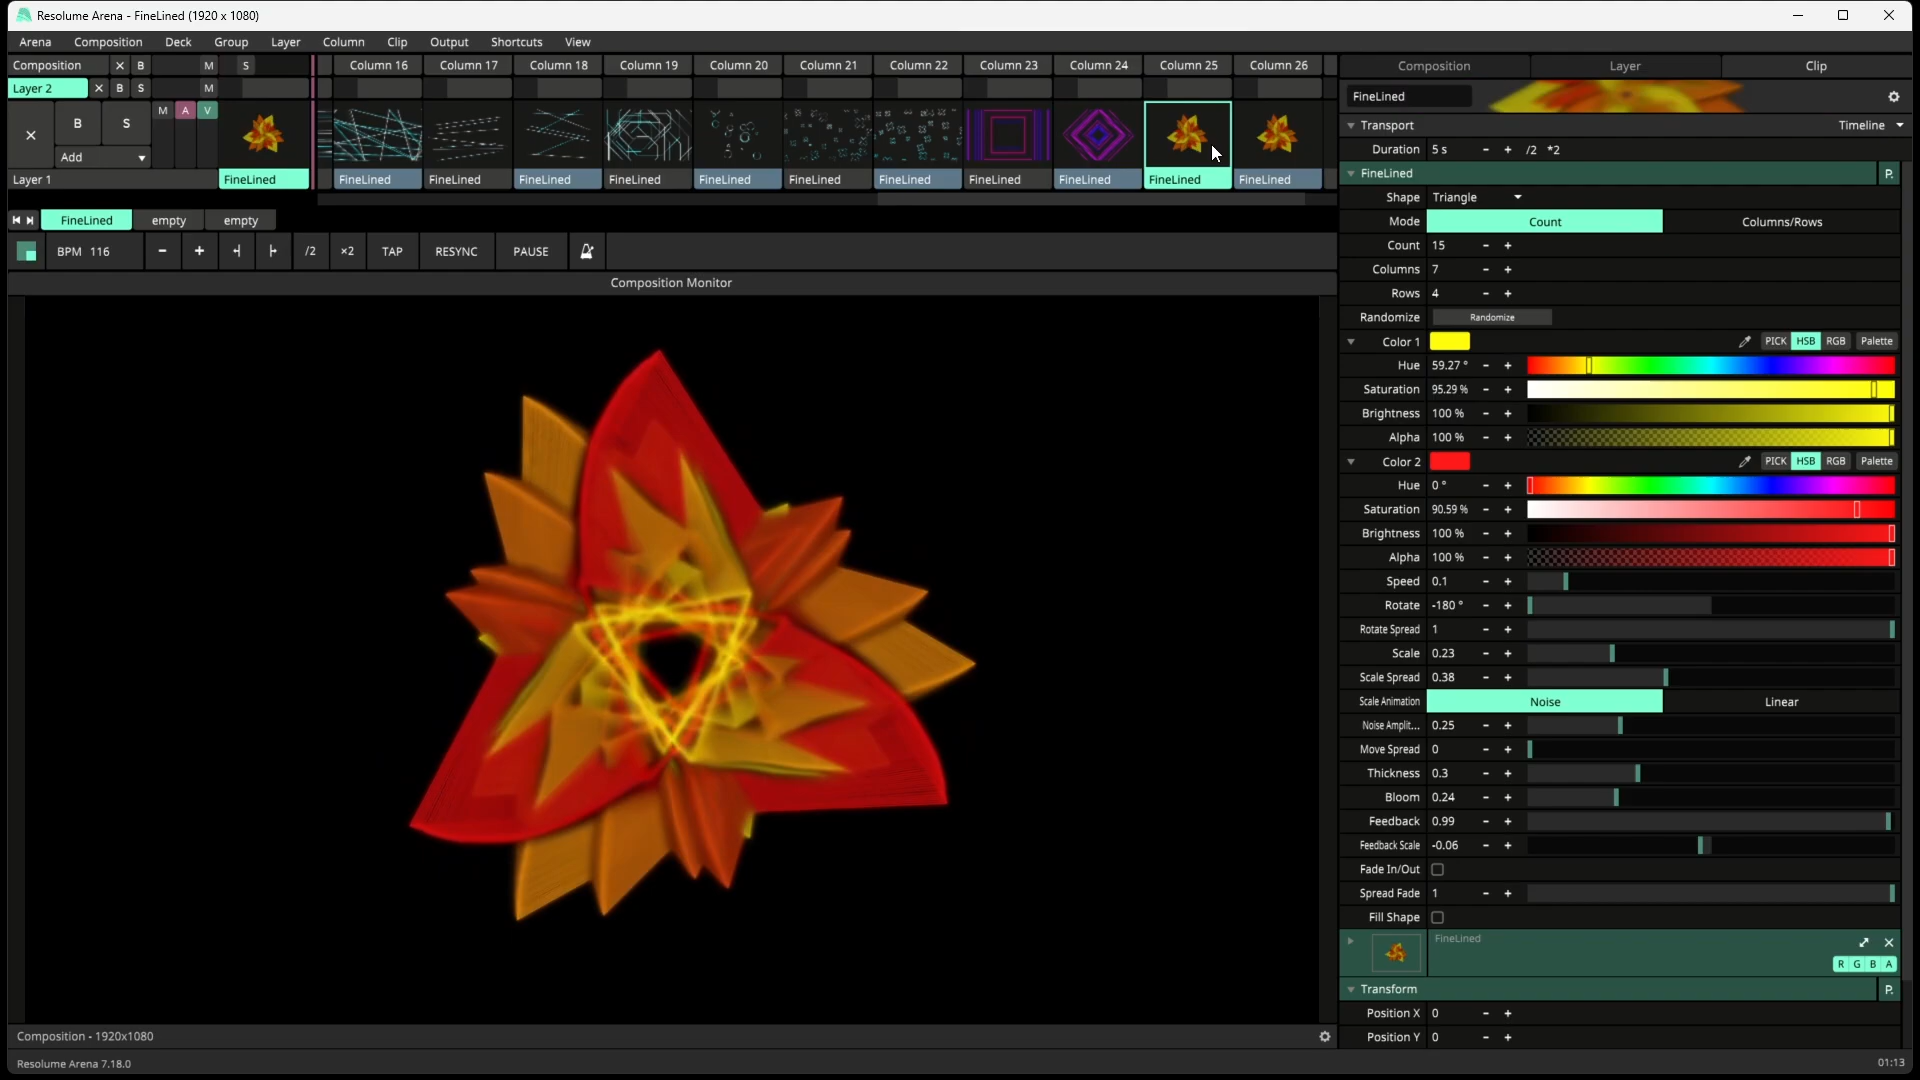 Resolume Arena - FineLined (1920 x 1080)
Arena Composition Deck Group Layer Column Clip Output Shortcuts View
Composition X B M S Column 16 Column 17 Column 18 Column 19 Column 20 Column 21 Column 22 Column 23 Column 24 Column 25 Column 26
Layer 2 X B S M
B S M A V
Add
Layer 1 FineLined FineLined FineLined FineLined FineLined FineLined FineLined FineLined FineLined FineLined FineLined FineLined
FineLined empty empty
BPM 116 - + /2 ×2 TAP RESYNC PAUSE
Composition Monitor
Composition - 1920x1080
Resolume Arena 7.18.0
Composition Layer Clip
FineLined
Transport Timeline
Duration 5 s - + /2 *2
FineLined P.
Shape Triangle
Mode Count Columns/Rows
Count 15 - +
Columns 7 - +
Rows 4 - +
Randomize Randomize
Color 1 PICK HSB RGB Palette
Hue 59.27 ° - +
Saturation 95.29 % - +
Brightness 100 % - +
Alpha 100 % - +
Color 2 PICK HSB RGB Palette
Hue 0 ° - +
Saturation 90.59 % - +
Brightness 100 % - +
Alpha 100 % - +
Speed 0.1 - +
Rotate -180 ° - +
Rotate Spread 1 - +
Scale 0.23 - +
Scale Spread 0.38 - +
Scale Animation Noise Linear
Noise Amplit... 0.25 - +
Move Spread 0 - +
Thickness 0.3 - +
Bloom 0.24 - +
Feedback 0.99 - +
Feedback Scale -0.06 - +
Fade In/Out
Spread Fade 1 - +
Fill Shape
FineLined
R G B A
Transform P.
Position X 0 - +
Position Y 0 - +
01:13